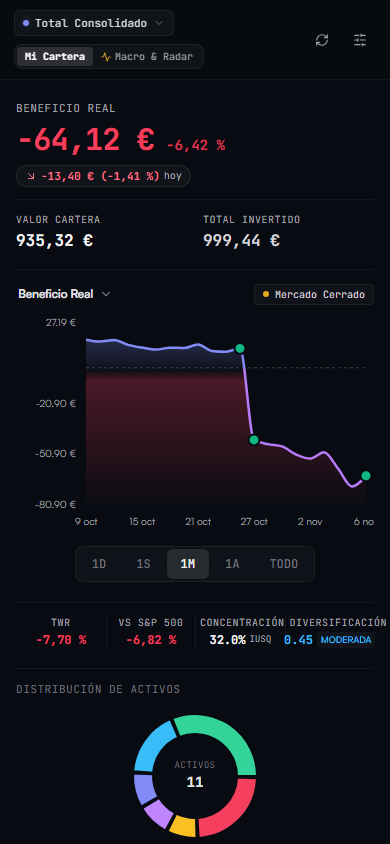 Total Consolidado
Mi Cartera Macro & Radar
BENEFICIO REAL
-64,12 € -6,42 %
-13,40 € (-1,41 %) hoy
VALOR CARTERA TOTAL INVERTIDO
935,32 € 999,44 €
Beneficio Real Mercado Cerrado
27.19 €
-20.90 €
-50.90 €
-80.90 €
9 oct 15 oct 21 oct 27 oct 2 nov 6 no
1D 1S 1M 1A TODO
TWR VS S&P 500 CONCENTRACIÓN DIVERSIFICACIÓN
-7,70 % -6,82 % 32.0% IUSQ 0.45 MODERADA
DISTRIBUCIÓN DE ACTIVOS
ACTIVOS
11